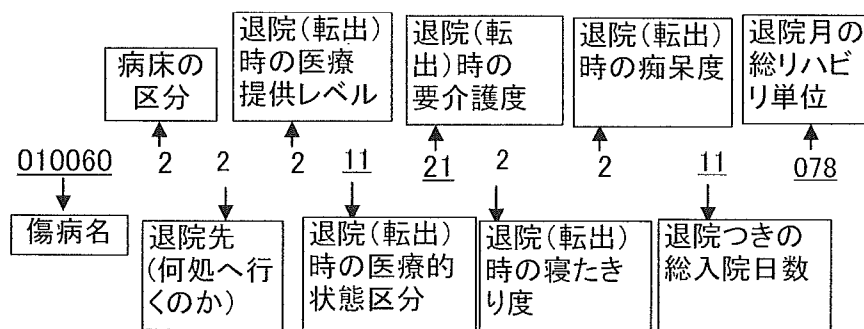 病床の
区分
退院(転出)
時の医療
提供レベル
退院(転
出)時の
要介護度
退院(転出)
時の痴呆度
退院月の
総リハビ
リ単位
010060 2 2 2 11 21 2 2 11 078
傷病名
退院先
(何処へ行
くのか)
退院(転出)
時の医療的
状態区分
退院(転出)
時の寝たき
り度
退院つきの
総入院日数